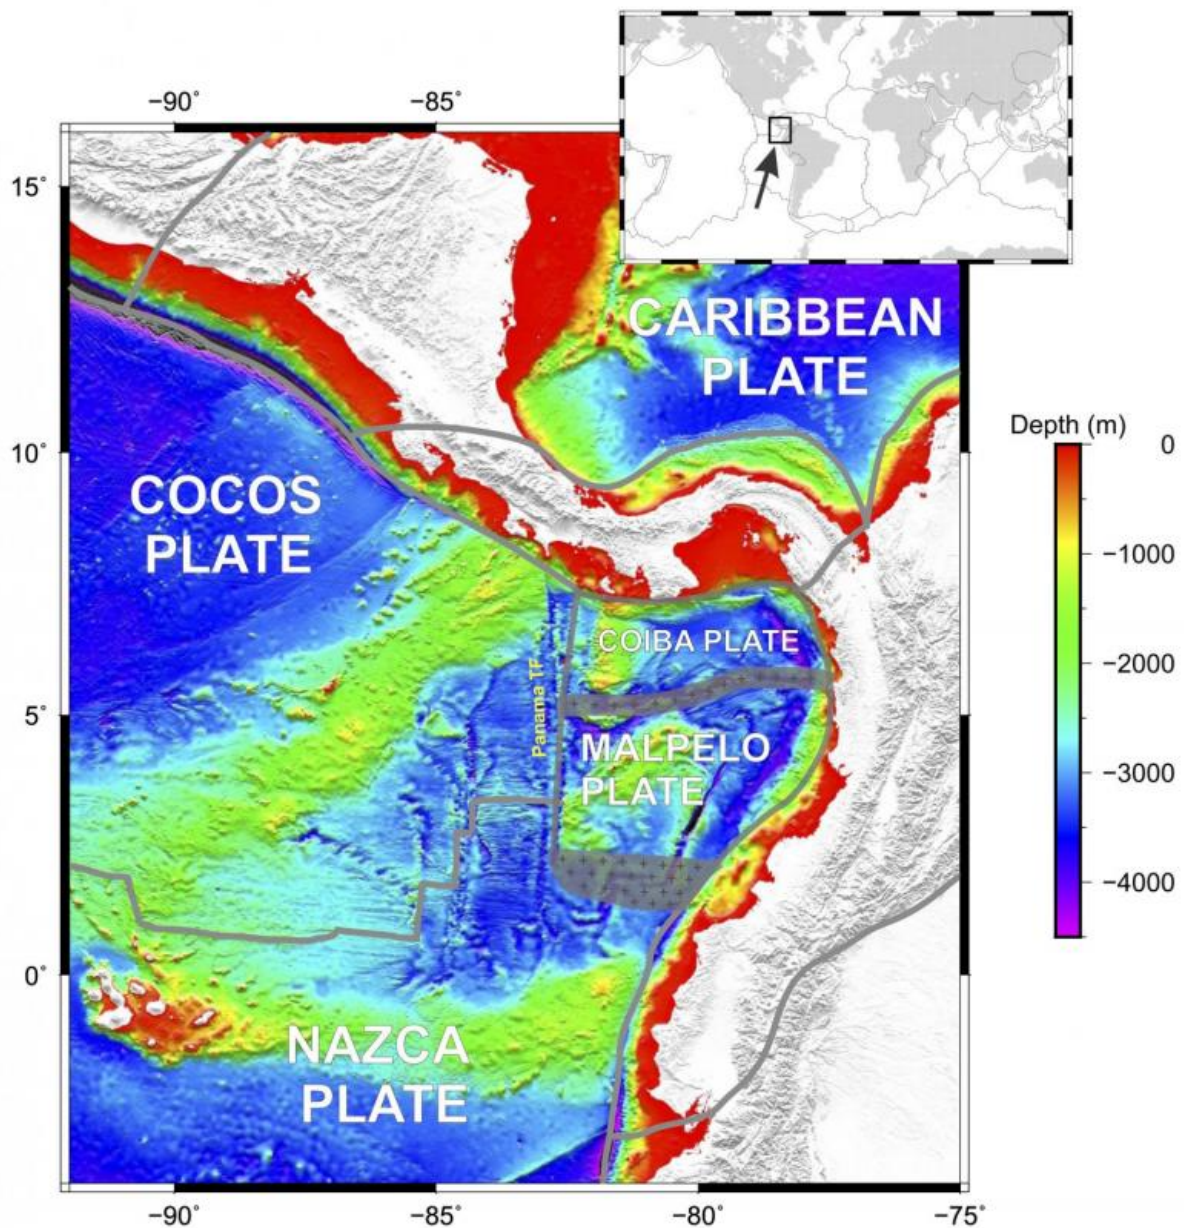 −90˚
−85˚
15˚
10˚
5˚
0˚
CARIBBEAN
PLATE
COCOS
PLATE
COIBA PLATE
Panama TF
MALPELO
PLATE
NAZCA
PLATE
Depth (m)
0
−1000
−2000
−3000
−4000
−90˚
−85˚
−80˚
−75˚